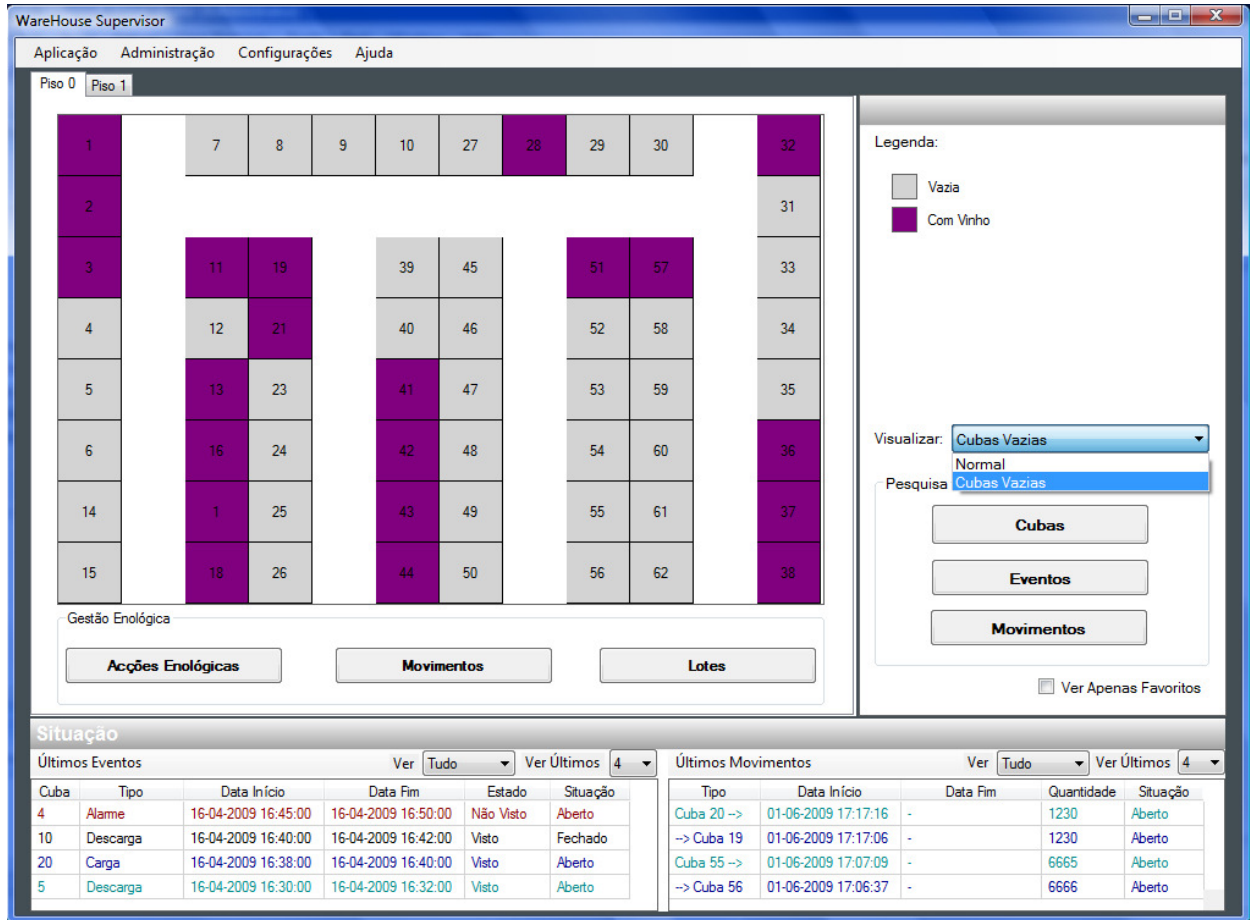 WareHouse Supervisor
Aplicação Administração Configurações Ajuda
Piso 0 Piso 1
1 7 8 9 10 27 28 29 30 32
2 31
3 11 19 39 45 51 57 33
4 12 21 40 46 52 58 34
5 13 23 41 47 53 59 35
6 16 24 42 48 54 60 36
14 1 25 43 49 55 61 37
15 18 26 44 50 56 62 38
Gestão Enológica
Acções Enológicas Movimentos Lotes
Legenda:
Vazia
Com Vinho
Visualizar: Cubas Vazias
Normal
Cubas Vazias
Pesquisa
Cubas
Eventos
Movimentos
Ver Apenas Favoritos
Situação
Últimos Eventos Ver Tudo Ver Últimos 4
Cuba Tipo Data Início Data Fim Estado Situação
4 Alarme 16-04-2009 16:45:00 16-04-2009 16:50:00 Não Visto Aberto
10 Descarga 16-04-2009 16:40:00 16-04-2009 16:42:00 Visto Fechado
20 Carga 16-04-2009 16:38:00 16-04-2009 16:40:00 Visto Aberto
5 Descarga 16-04-2009 16:30:00 16-04-2009 16:32:00 Visto Aberto
Últimos Movimentos Ver Tudo Ver Últimos 4
Tipo Data Início Data Fim Quantidade Situação
Cuba 20 --> 01-06-2009 17:17:16 - 1230 Aberto
--> Cuba 19 01-06-2009 17:17:06 - 1230 Aberto
Cuba 55 --> 01-06-2009 17:07:09 - 6665 Aberto
--> Cuba 56 01-06-2009 17:06:37 - 6666 Aberto